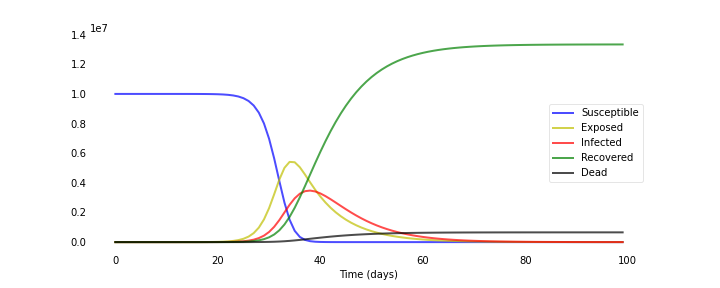 1e7
1.4
1.2
1.0
0.8
0.6
0.4
0.2
0.0
Susceptible
Exposed
Infected
Recovered
Dead
0 20 40 60 80 100
Time (days)